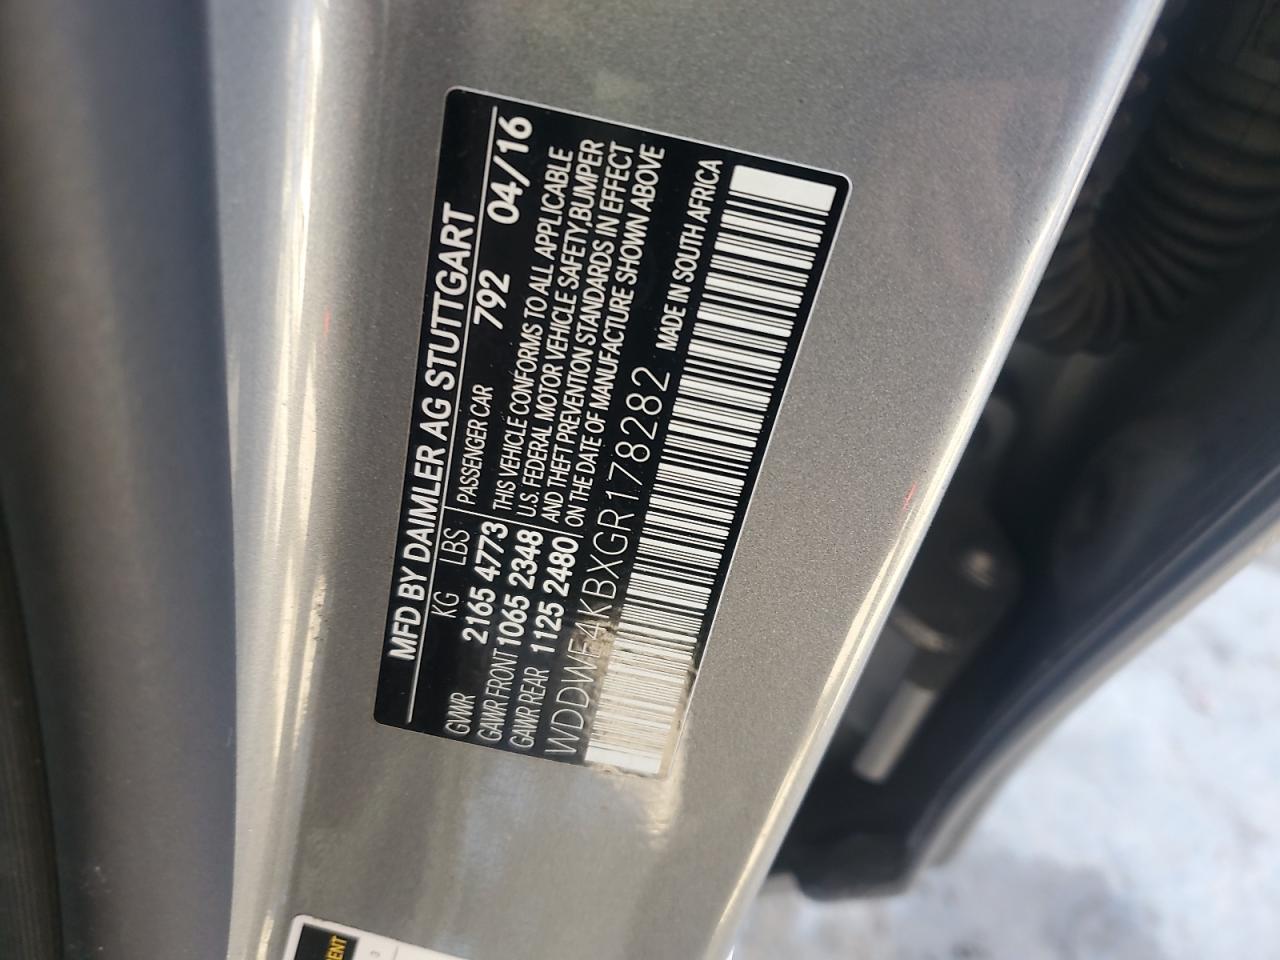 MFD BY DAIMLER AG STUTTGART
KG LBS PASSENGER CAR 792 04/16
GVWR 2165 4773 THIS VEHICLE CONFORMS TO ALL APPLICABLE
GAWR FRONT 1065 2348 U.S. FEDERAL MOTOR VEHICLE SAFETY,BUMPER
GAWR REAR 1125 2480 AND THEFT PREVENTION STANDARDS IN EFFECT
ON THE DATE OF MANUFACTURE SHOWN ABOVE
WDDWF4KBXGR178282 MADE IN SOUTH AFRICA